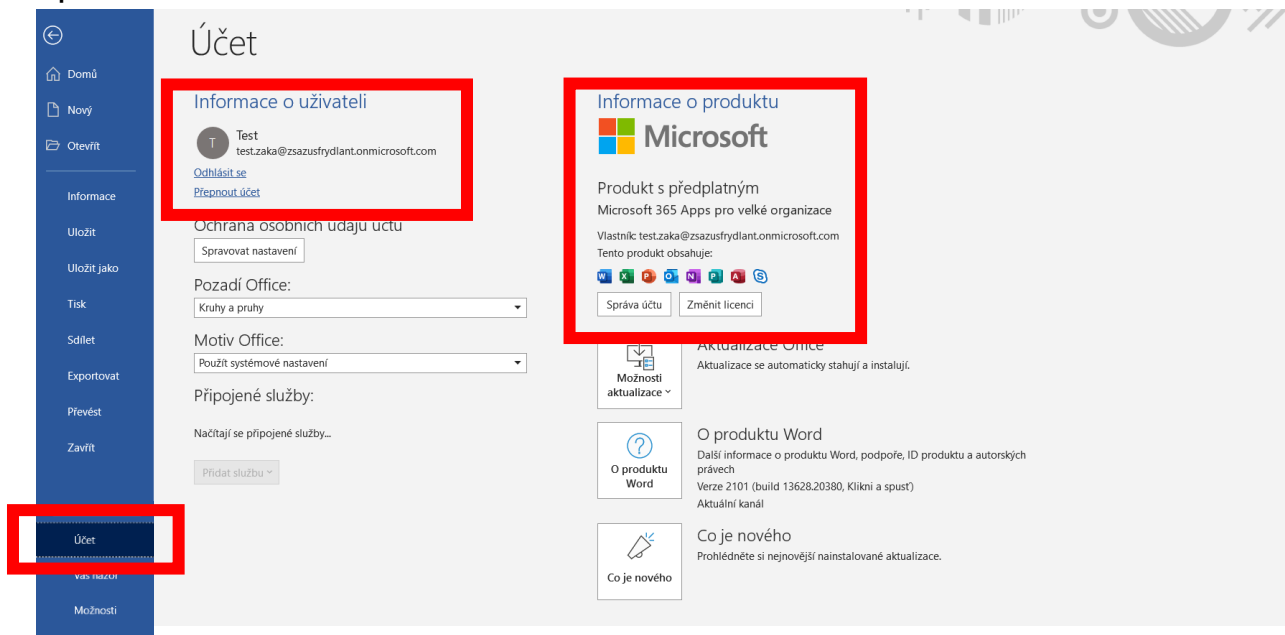 Účet
Domů
Nový
Otevřít
Informace
Uložit
Uložit jako
Tisk
Sdílet
Exportovat
Převést
Zavřít
Účet
Váš názor
Možnosti
Informace o uživateli
T
Test
test.zaka@zsazusfrydlant.onmicrosoft.com
Odhlásit se
Přepnout účet
Ochrana osobních údajů účtu
Spravovat nastavení
Pozadí Office:
Kruhy a pruhy
Motiv Office:
Použít systémové nastavení
Připojené služby:
Načítají se připojené služby...
Přidat službu
Informace o produktu
Microsoft
Produkt s předplatným
Microsoft 365 Apps pro velké organizace
Vlastník: test.zaka@zsazusfrydlant.onmicrosoft.com
Tento produkt obsahuje:
Správa účtu Změnit licenci
Možnosti
aktualizace
Aktualizace Office
Aktualizace se automaticky stahují a instalují.
O produktu
Word
O produktu Word
Další informace o produktu Word, podpoře, ID produktu a autorských
právech
Verze 2101 (build 13628.20380, Klikni a spusť)
Aktuální kanál
Co je nového
Co je nového
Prohlédněte si nejnovější nainstalované aktualizace.